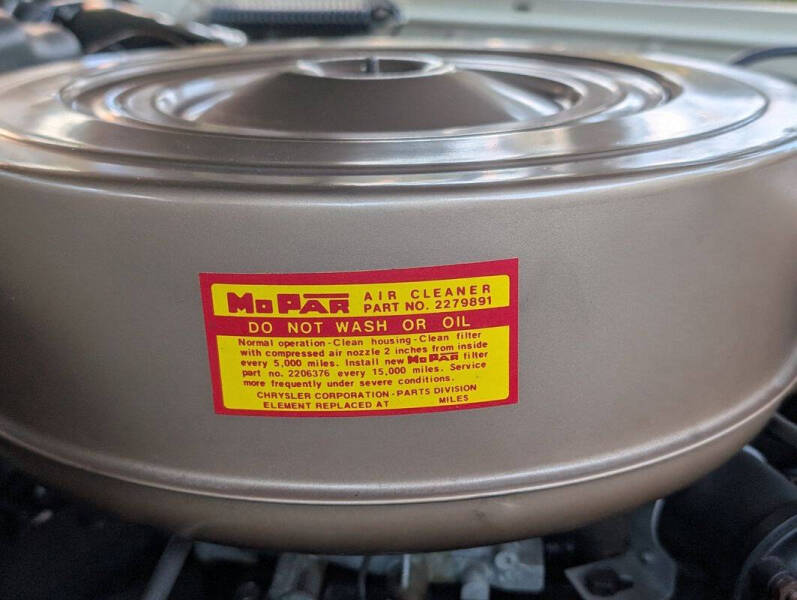 MoPAR AIR CLEANER
PART NO. 2279891
DO NOT WASH OR OIL
Normal operation-Clean housing-Clean filter
with compressed air nozzle 2 inches from inside
every 5,000 miles. Install new MoPAR filter
part no. 2206376 every 15,000 miles. Service
more frequently under severe conditions.
CHRYSLER CORPORATION-PARTS DIVISION
ELEMENT REPLACED AT MILES